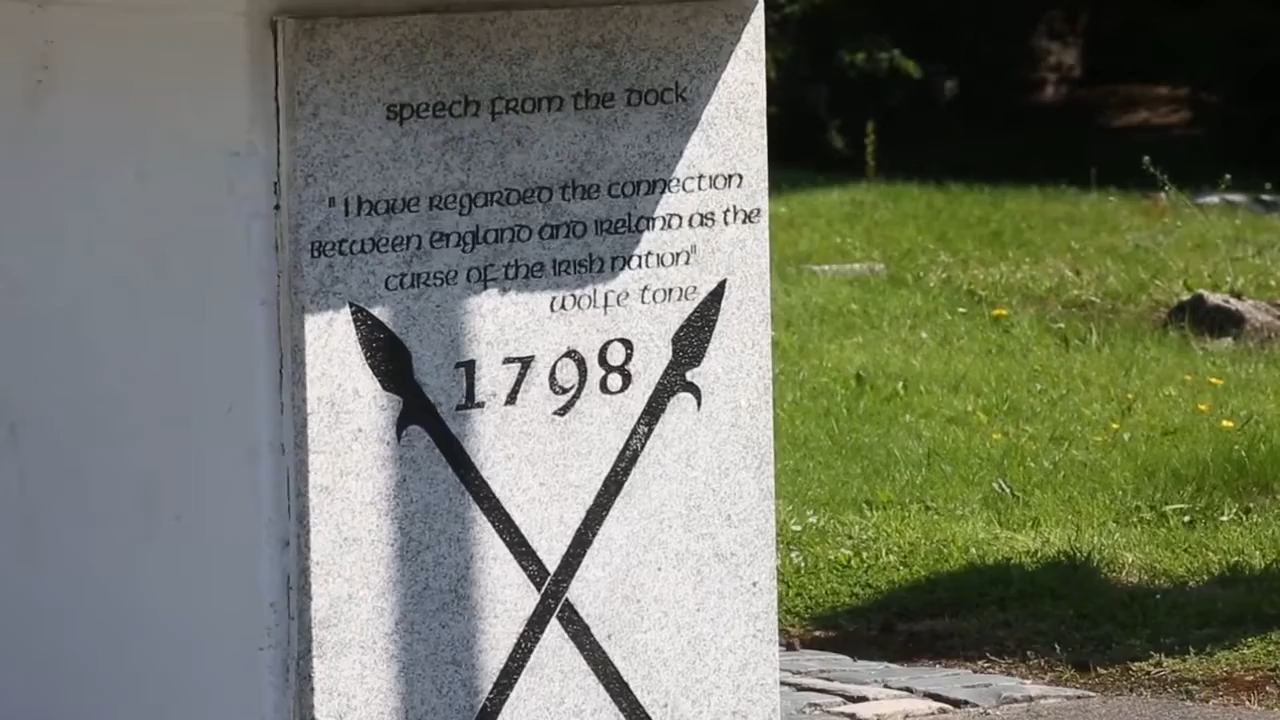 speech from the dock
"I have regarded the connection
between england and ireland as the
curse of the irish nation"
wolfe tone
1798